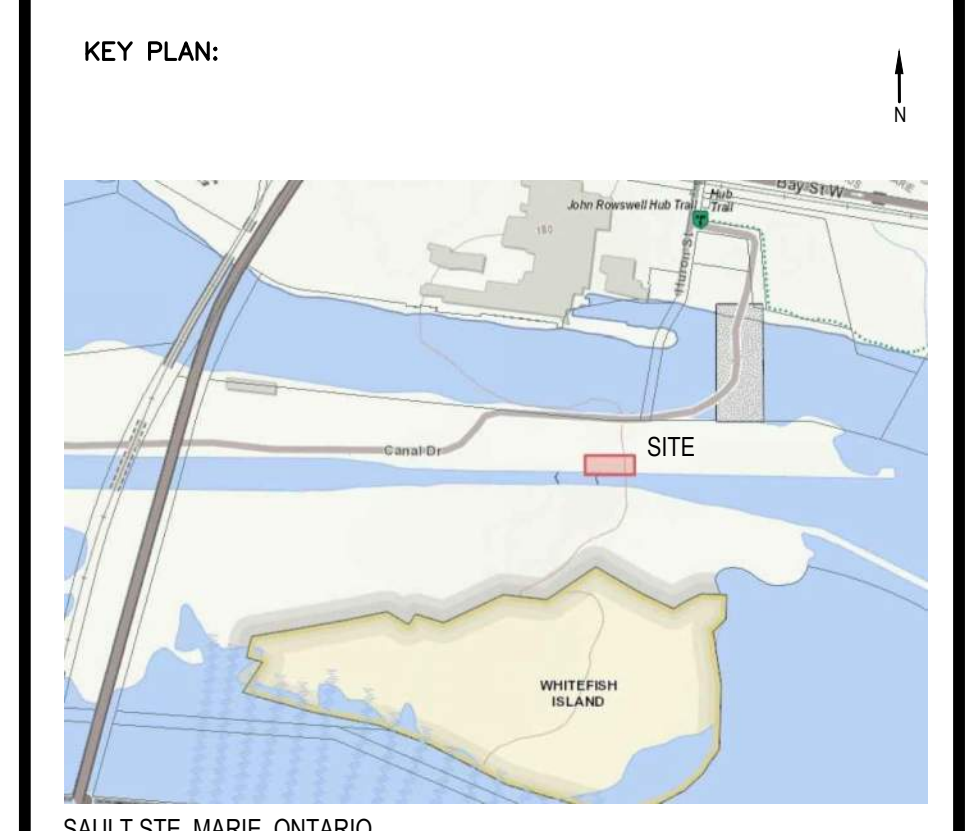 KEY PLAN:
N
Bay St W
Hub
Trail
John Rowswell Hub Trail
180
Huron St
SITE
Canal Dr
WHITEFISH
ISLAND
SAULT STE. MARIE, ONTARIO